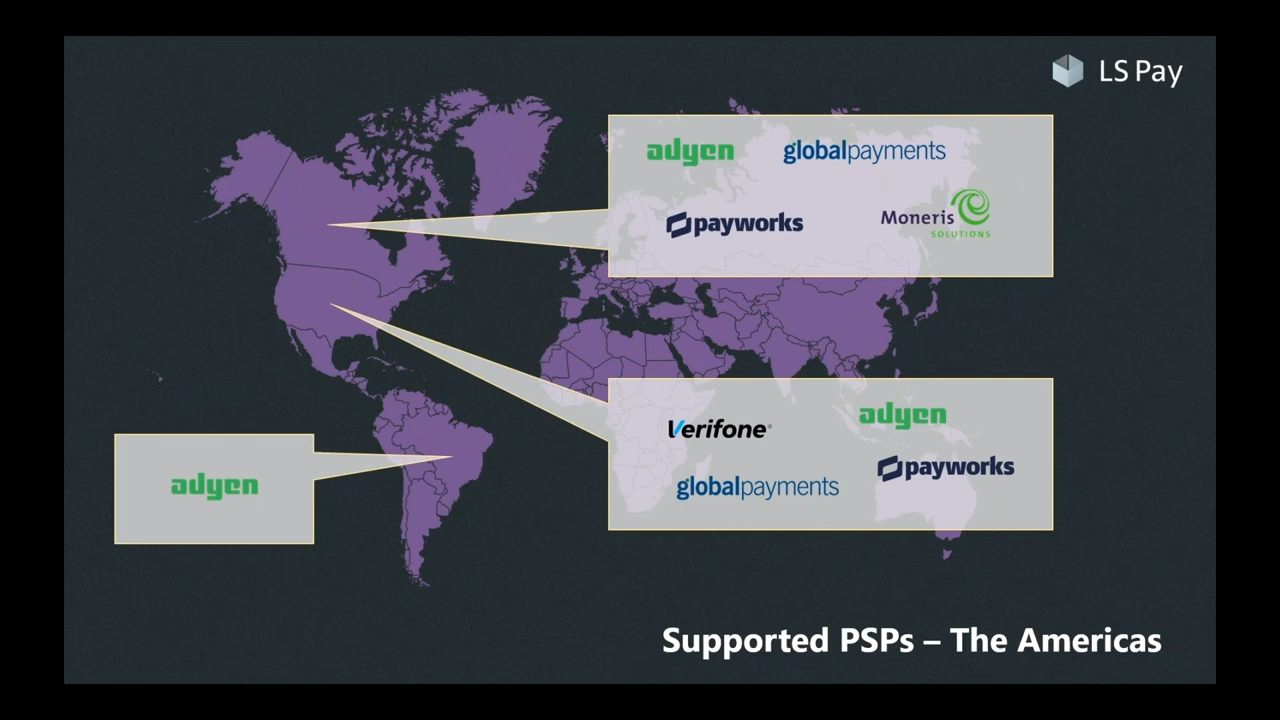 LS Pay
adyen globalpayments
payworks Moneris
SOLUTIONS
Verifone adyen
globalpayments payworks
adyen
Supported PSPs – The Americas